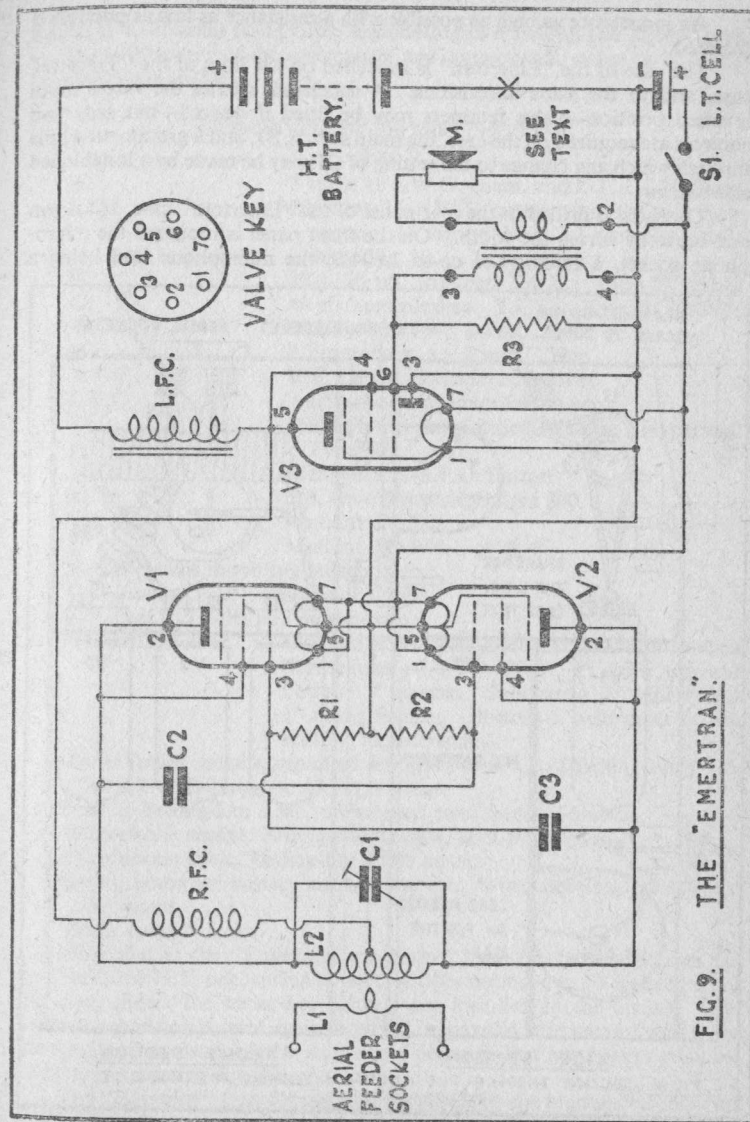 AERIAL
FEEDER
SOCKETS
L1
L2
C1
R.F.C.
C2
C3
R1
R2
2
V1
4
3
1
5
7
5
7
3
4
V2
2
L.F.C.
V3
5
4
6
3
7
R3
3
4
1
2
M
VALVE KEY
1
2
3
4
5
6
7
H.T.
BATTERY
+
-
SEE
TEXT
-
+
S1.
L.T. CELL
FIG. 9. THE "EMERTRAN."